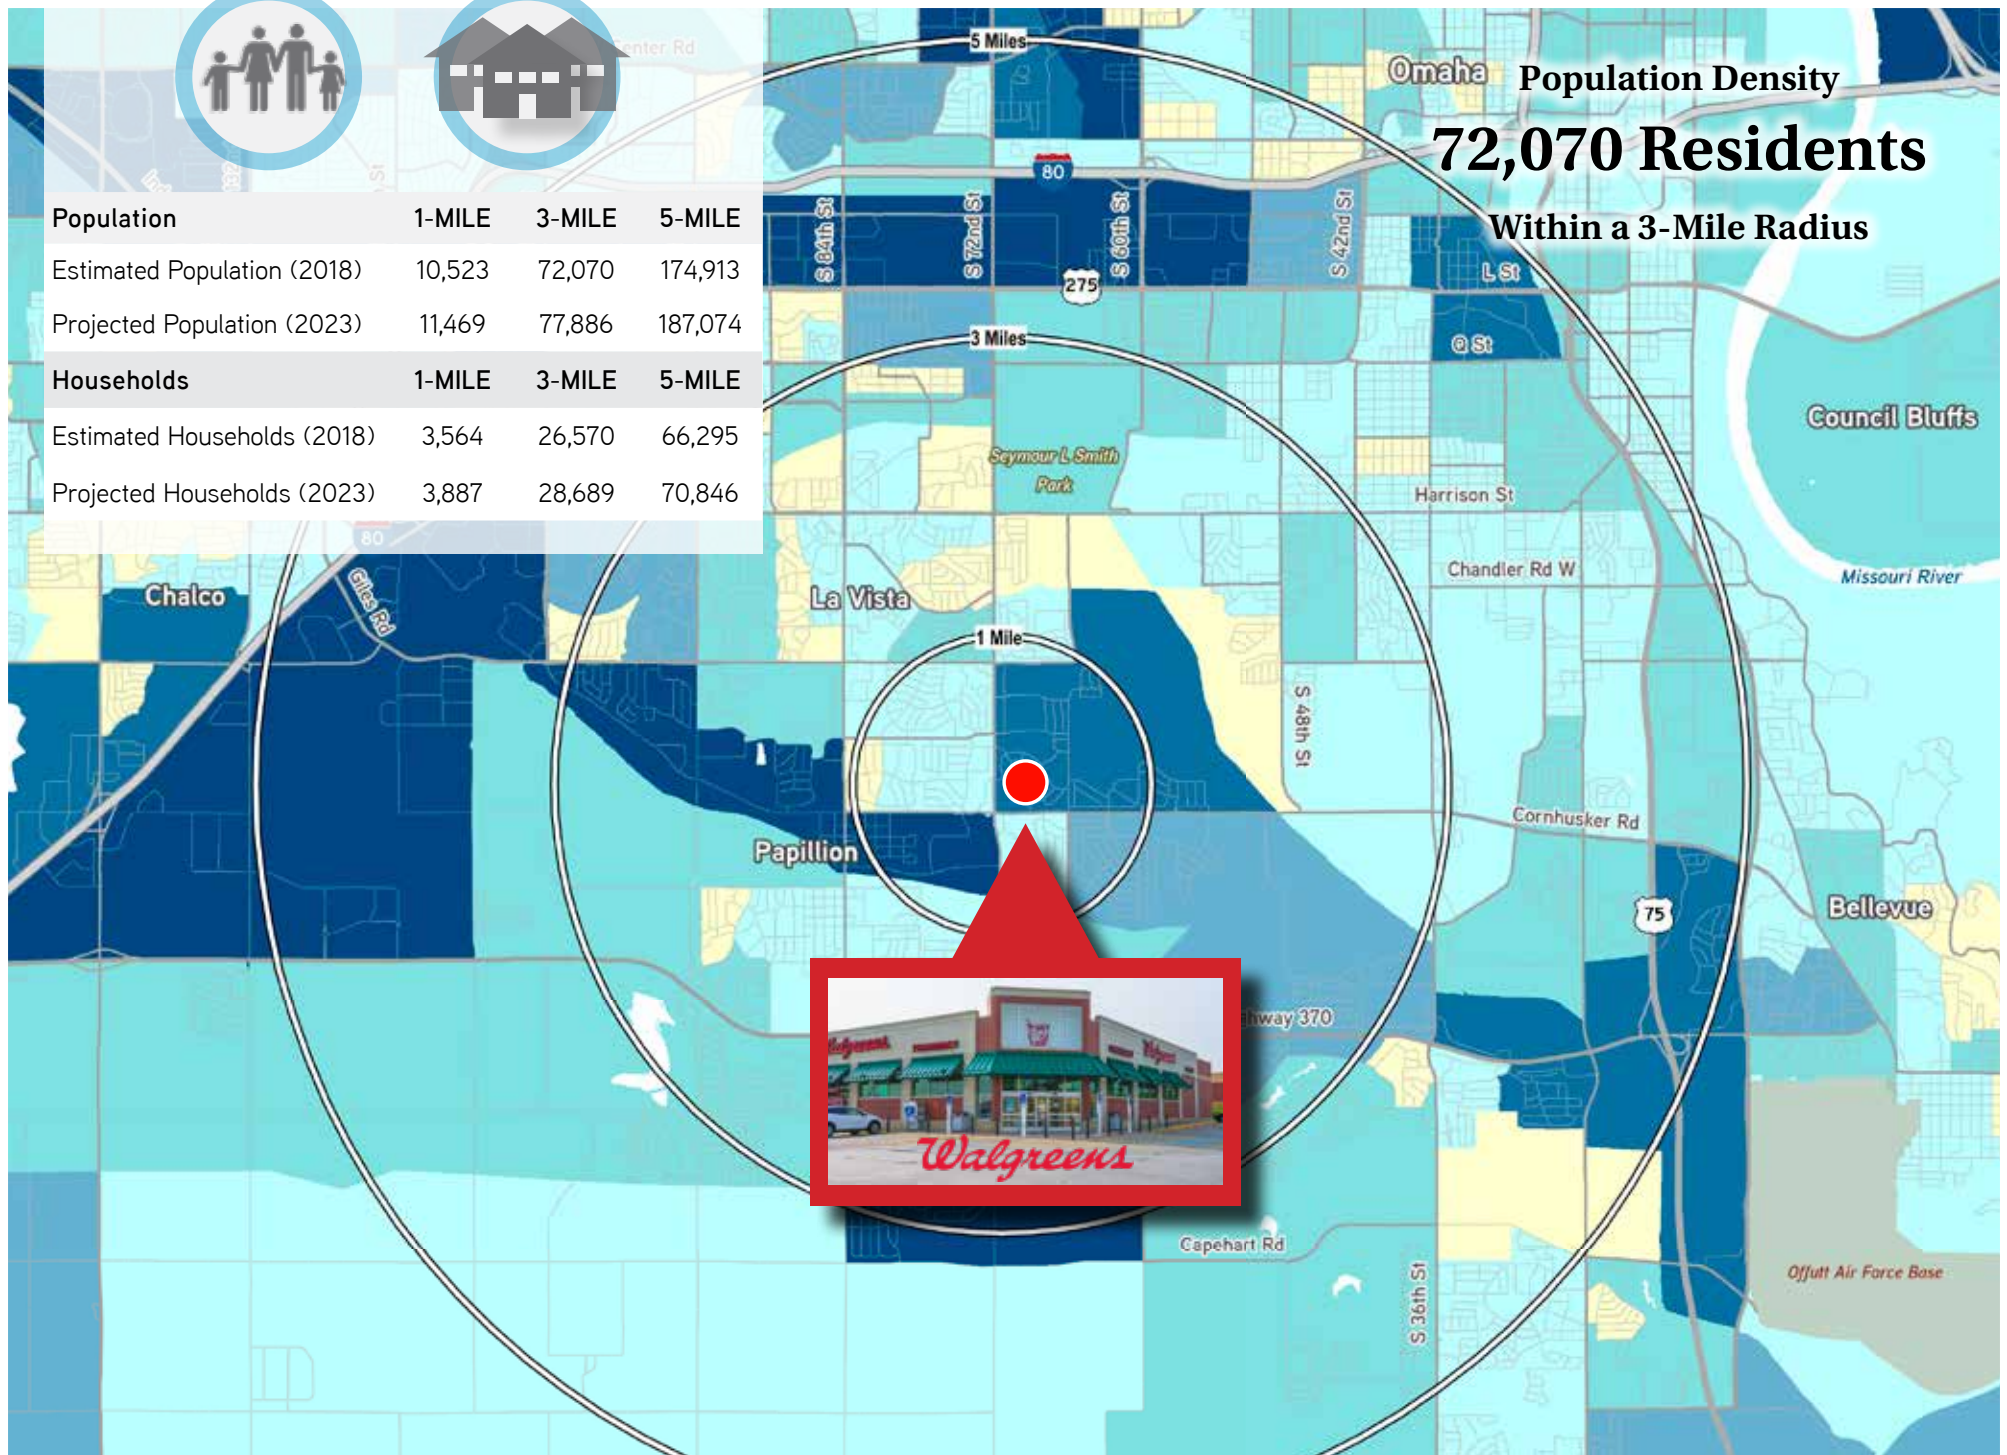 Population Density
72,070 Residents
Within a 3-Mile Radius
Population 1-MILE 3-MILE 5-MILE
Estimated Population (2018) 10,523 72,070 174,913
Projected Population (2023) 11,469 77,886 187,074
Households 1-MILE 3-MILE 5-MILE
Estimated Households (2018) 3,564 26,570 66,295
Projected Households (2023) 3,887 28,689 70,846
Center Rd
5 Miles
Omaha
80
S 84th St
S 72nd St
S 60th St
S 42nd St
L St
275
3 Miles
Q St
Council Bluffs
Seymour L Smith
Park
Harrison St
80
Chandler Rd W
Missouri River
Giles Rd
Chalco
La Vista
1 Mile
S 48th St
Cornhusker Rd
Papillion
75
Bellevue
hway 370
Walgreens
Walgreens
Capehart Rd
S 36th St
Offutt Air Force Base